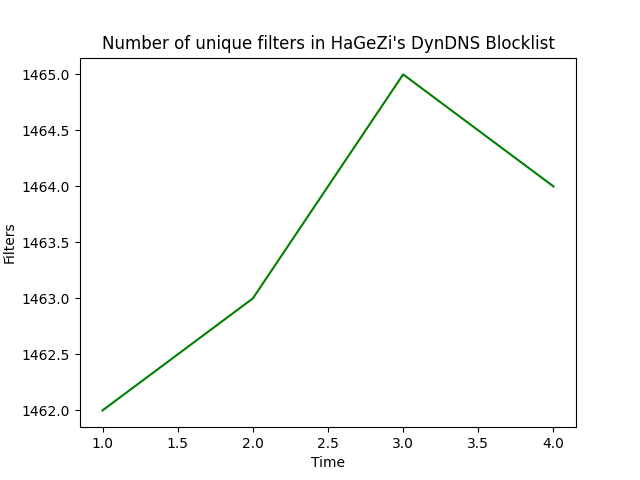 Number of unique filters in HaGeZi's DynDNS Blocklist
Filters
1465.0
1464.5
1464.0
1463.5
1463.0
1462.5
1462.0
1.0 1.5 2.0 2.5 3.0 3.5 4.0
Time